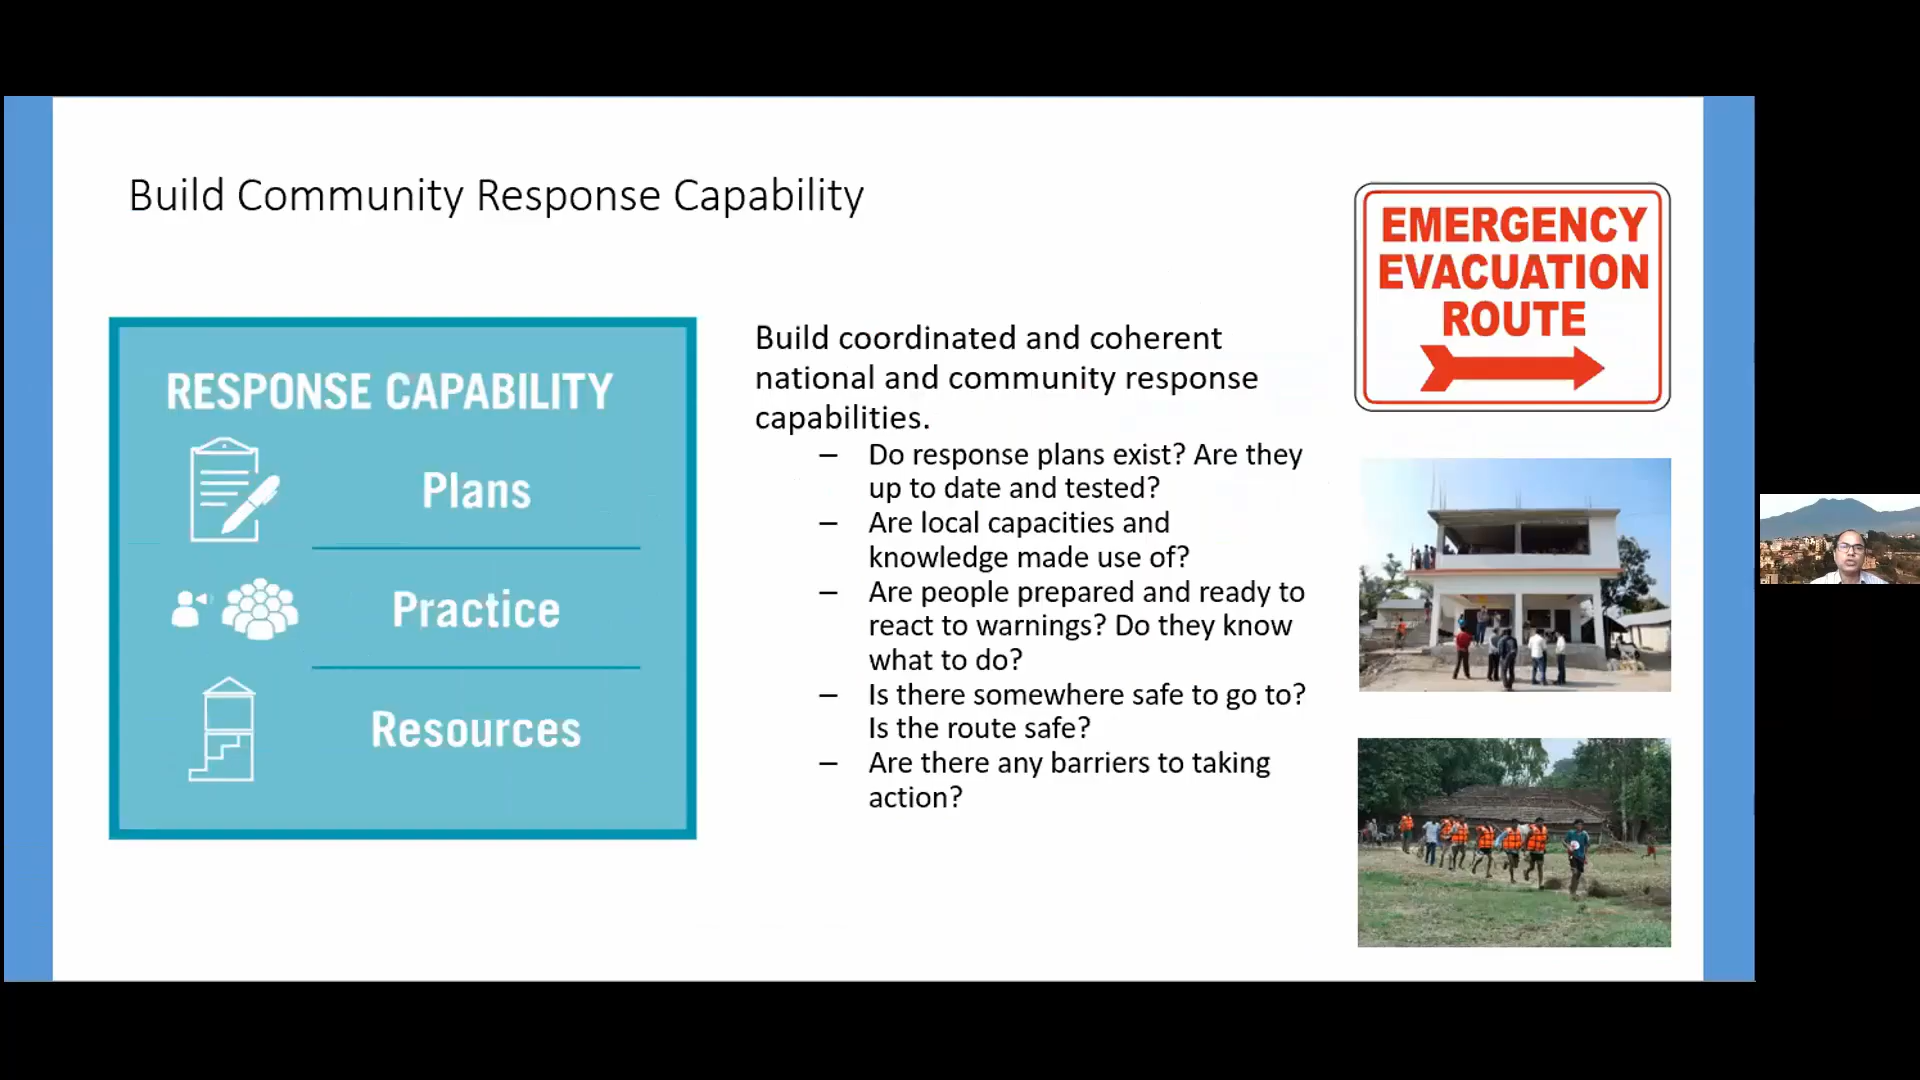 Build Community Response Capability
RESPONSE CAPABILITY
Plans
Practice
Resources
Build coordinated and coherent
national and community response
capabilities.
– Do response plans exist? Are they
up to date and tested?
– Are local capacities and
knowledge made use of?
– Are people prepared and ready to
react to warnings? Do they know
what to do?
– Is there somewhere safe to go to?
Is the route safe?
– Are there any barriers to taking
action?
EMERGENCY
EVACUATION
ROUTE